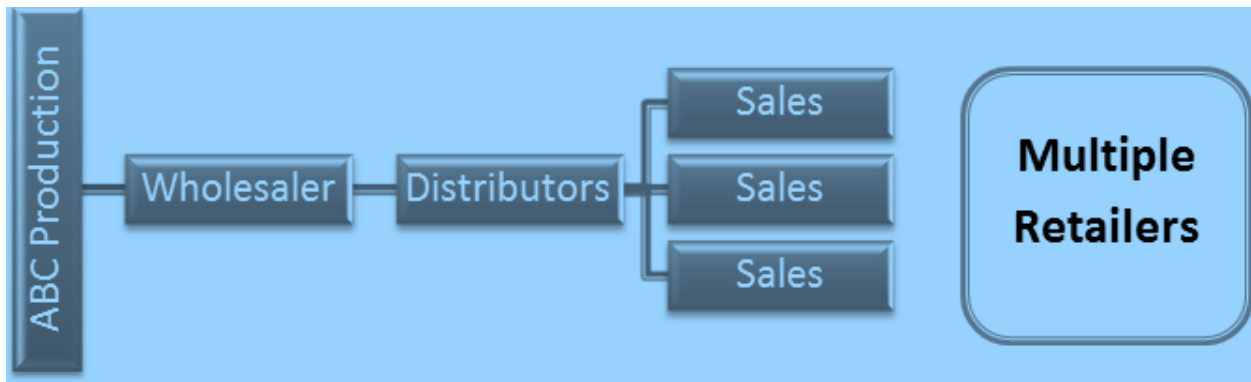 ABC Production
Wholesaler
Distributors
Sales
Sales
Sales
Multiple
Retailers